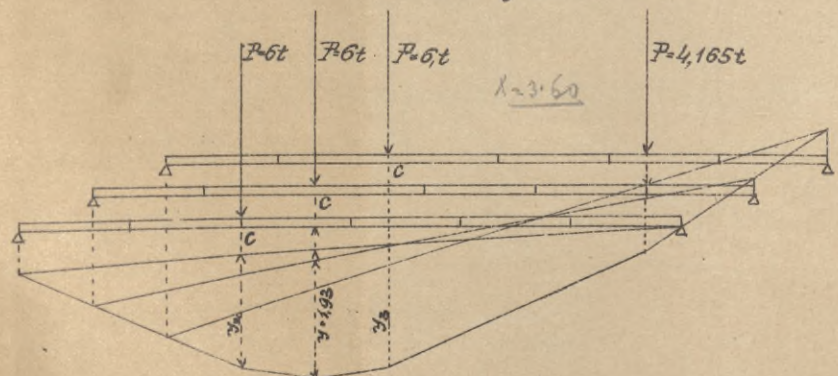 P=6t P=6t P=6,t P=4,165t
λ=3.60
C
C
C
y₂ y=1,93 y₃